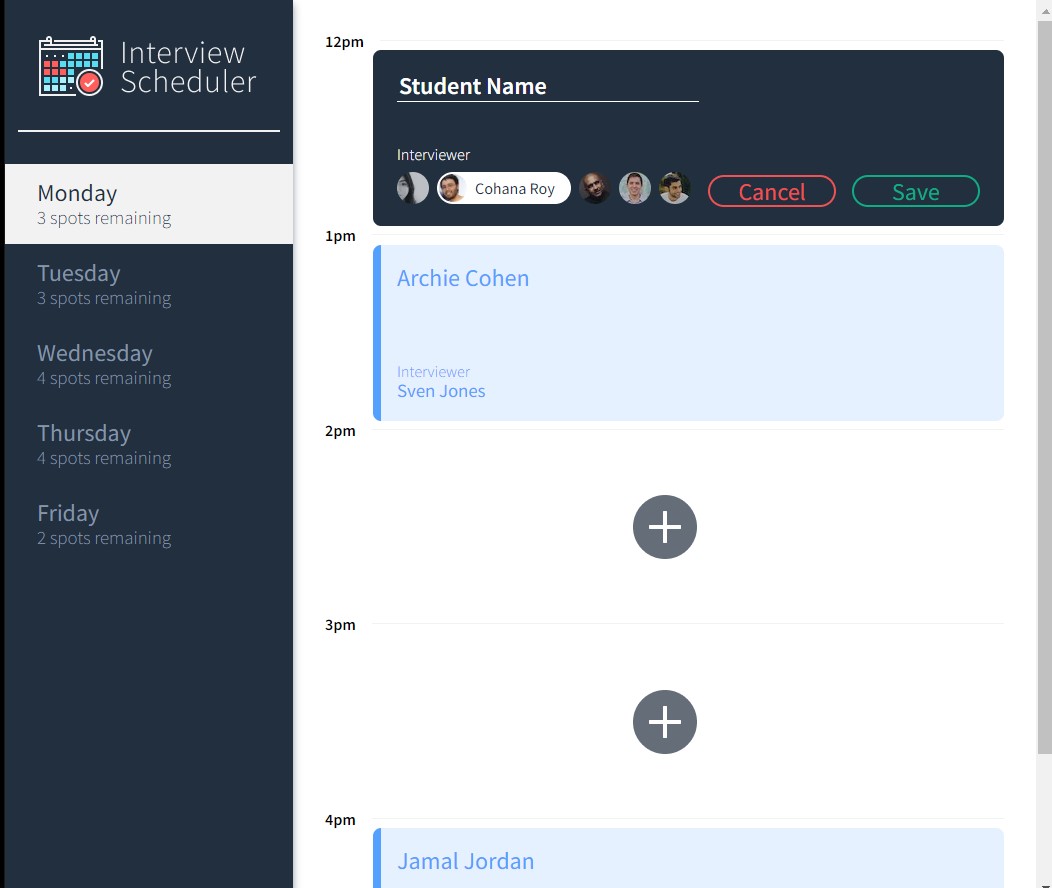 Interview
Scheduler
Monday
3 spots remaining
Tuesday
3 spots remaining
Wednesday
4 spots remaining
Thursday
4 spots remaining
Friday
2 spots remaining
12pm
Student Name
Interviewer
Cohana Roy
Cancel
Save
1pm
Archie Cohen
Interviewer
Sven Jones
2pm
3pm
4pm
Jamal Jordan